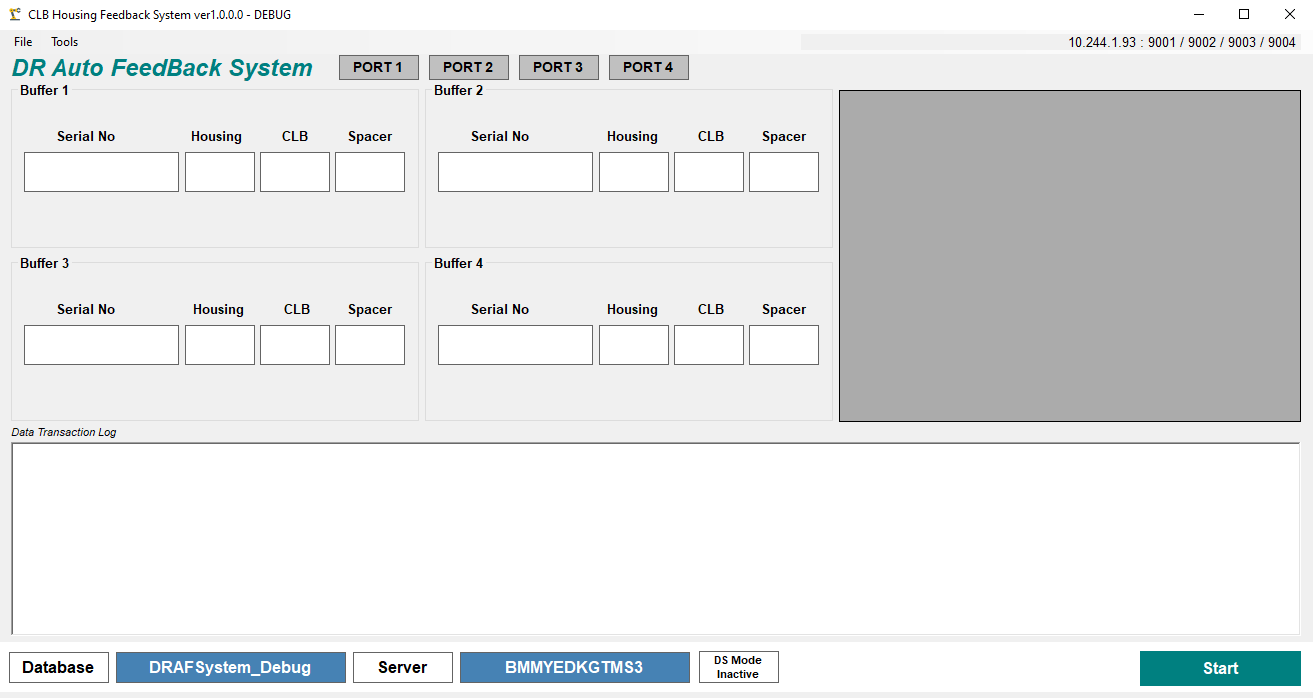 CLB Housing Feedback System ver1.0.0.0 - DEBUG
File Tools
10.244.1.93 : 9001 / 9002 / 9003 / 9004
DR Auto FeedBack System
PORT 1 PORT 2 PORT 3 PORT 4
Buffer 1
Serial No Housing CLB Spacer
Buffer 2
Serial No Housing CLB Spacer
Buffer 3
Serial No Housing CLB Spacer
Buffer 4
Serial No Housing CLB Spacer
Data Transaction Log
Database DRAFSystem_Debug Server BMMYEDKGTMS3 DS Mode
Inactive
Start